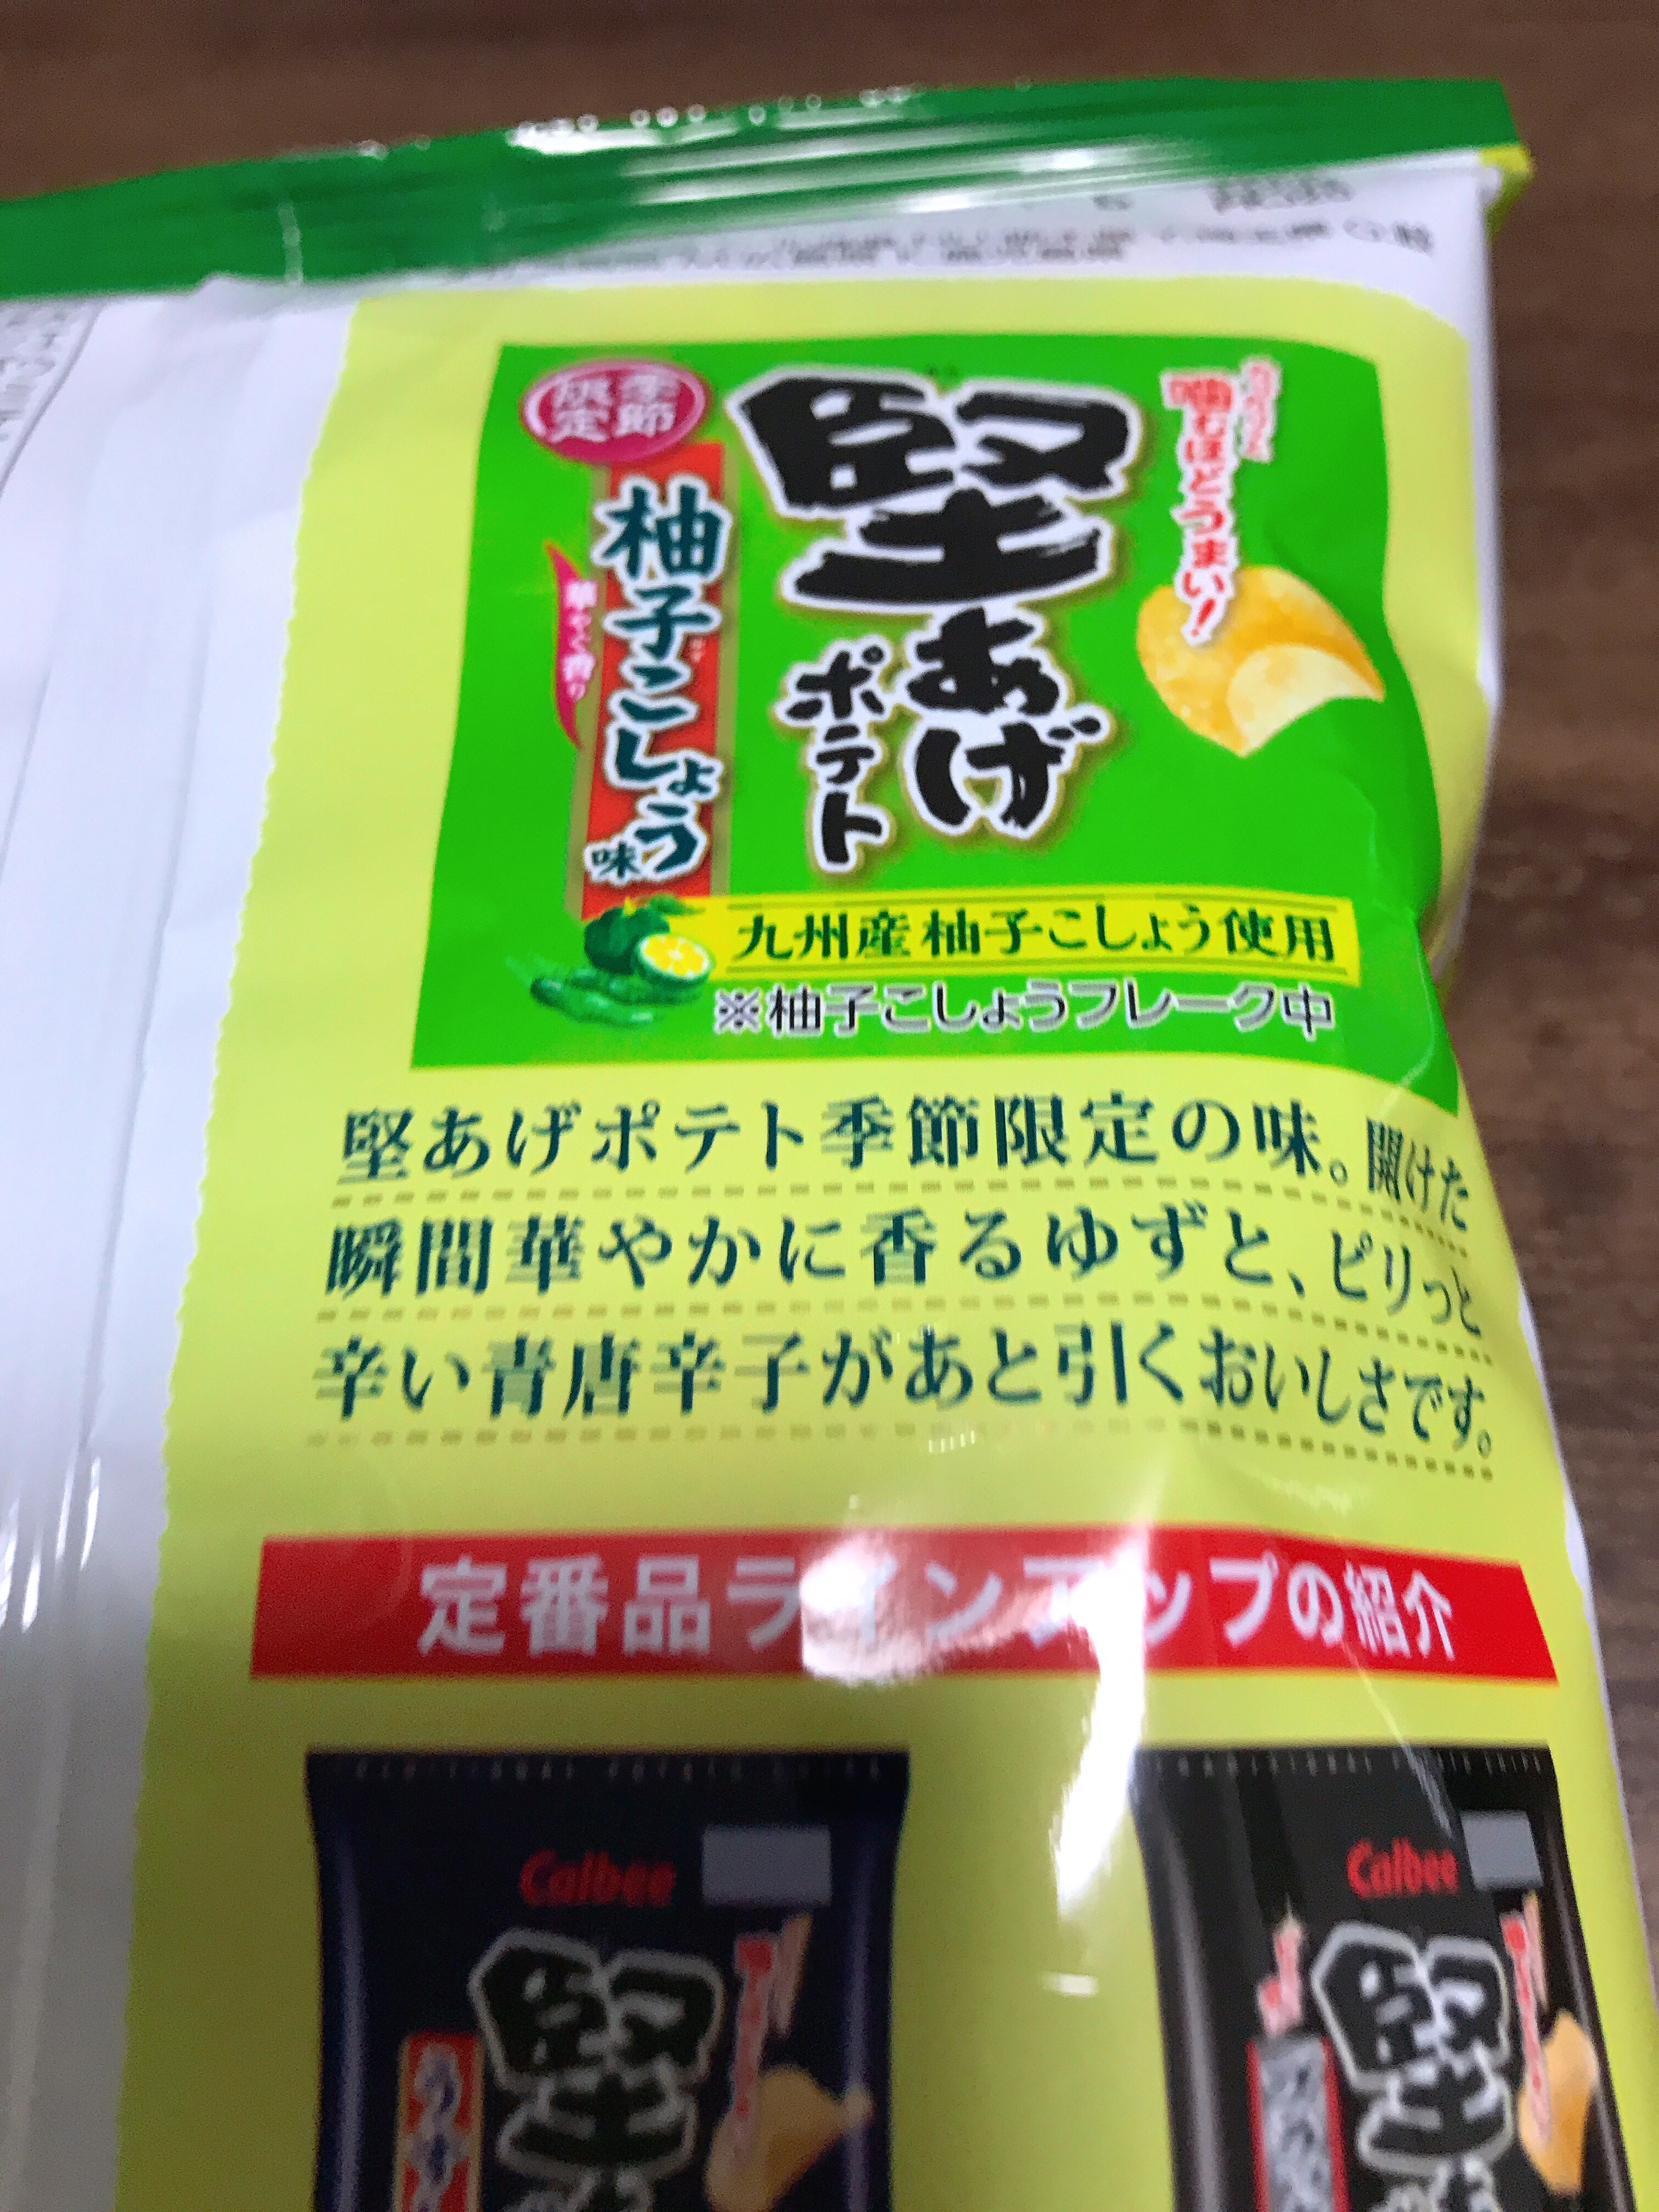 季節
限定
堅あげ
ポテト
噛むほどうまい!
柚子こしょう味
華やぐ香り
九州産柚子こしょう使用
※柚子こしょうフレーク中
堅あげポテト季節限定の味。開けた
瞬間華やかに香るゆずと、ピリっと
辛い青唐辛子があと引くおいしさです。
定番品ラインアップの紹介
Calbee
堅
Calbee
堅